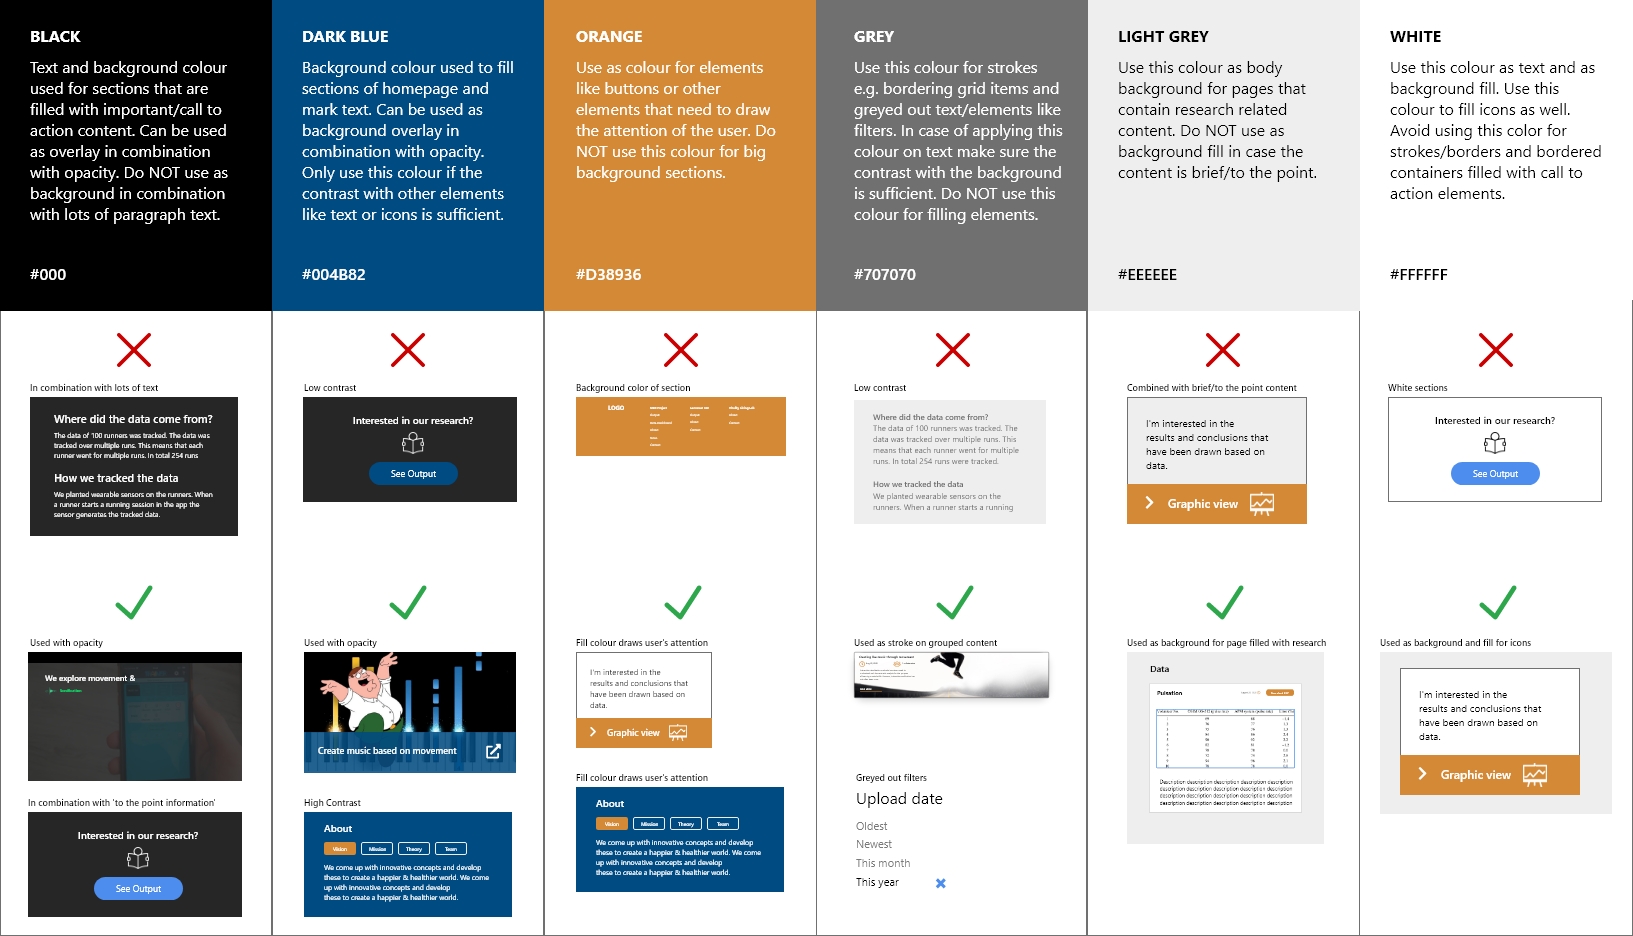 BLACK
Text and background colour
used for sections that are
filled with important/call to
action content. Can be used
as overlay in combination
with opacity. Do NOT use as
background in combination
with lots of paragraph text.
#000
DARK BLUE
Background colour used to fill
sections of homepage and
mark text. Can be used as
background overlay in
combination with opacity.
Only use this colour if the
contrast with other elements
like text or icons is sufficient.
#004B82
ORANGE
Use as colour for elements
like buttons or other
elements that need to draw
the attention of the user. Do
NOT use this colour for big
background sections.
#D38936
GREY
Use this colour for strokes
e.g. bordering grid items and
greyed out text/elements like
filters. In case of applying this
colour on text make sure the
contrast with the background
is sufficient. Do NOT use this
colour for filling elements.
#707070
LIGHT GREY
Use this colour as body
background for pages that
contain research related
content. Do NOT use as
background fill in case the
content is brief/to the point.
#EEEEEE
WHITE
Use this colour as text and as
background fill. Use this
colour to fill icons as well.
Avoid using this color for
strokes/borders and bordered
containers filled with call to
action elements.
#FFFFFF
In combination with lots of text
Where did the data come from?
The data of 100 runners was tracked. The data was
tracked over multiple runs. This means that each
runner went for multiple runs. In total 254 runs
How we tracked the data
We planted wearable sensors on the runners. When
a runner starts a running session in the app the
sensor generates the tracked data.
Low contrast
Interested in our research?
See Output
Background color of section
LOGO
Low contrast
Where did the data come from?
The data of 100 runners was tracked. The
data was tracked over multiple runs. This
means that each runner went for multiple
runs. In total 254 runs were tracked.
How we tracked the data
We planted wearable sensors on the
runners. When a runner starts a running
Combined with brief/to the point content
I'm interested in the
results and conclusions that
have been drawn based on
data.
Graphic view
White sections
Interested in our research?
See Output
Used with opacity
We explore movement &
In combination with 'to the point information'
Interested in our research?
See Output
Used with opacity
Create music based on movement
High Contrast
About
Vision Mission Theory Team
We come up with innovative concepts and develop
these to create a happier & healthier world. We come
up with innovative concepts and develop
these to create a happier & healthier world.
Fill colour draws user's attention
I'm interested in the
results and conclusions that
have been drawn based on
data.
Graphic view
Fill colour draws user's attention
About
Vision Mission Theory Team
We come up with innovative concepts and develop
these to create a happier & healthier world. We come
up with innovative concepts and develop
these to create a happier & healthier world.
Used as stroke on grouped content
Greyed out filters
Upload date
Oldest
Newest
This month
This year
Used as background for page filled with research
Data
Pulsation
Description description description description description
description description description description description
description description description description description
description description description description description
Used as background and fill for icons
I'm interested in the
results and conclusions that
have been drawn based on
data.
Graphic view